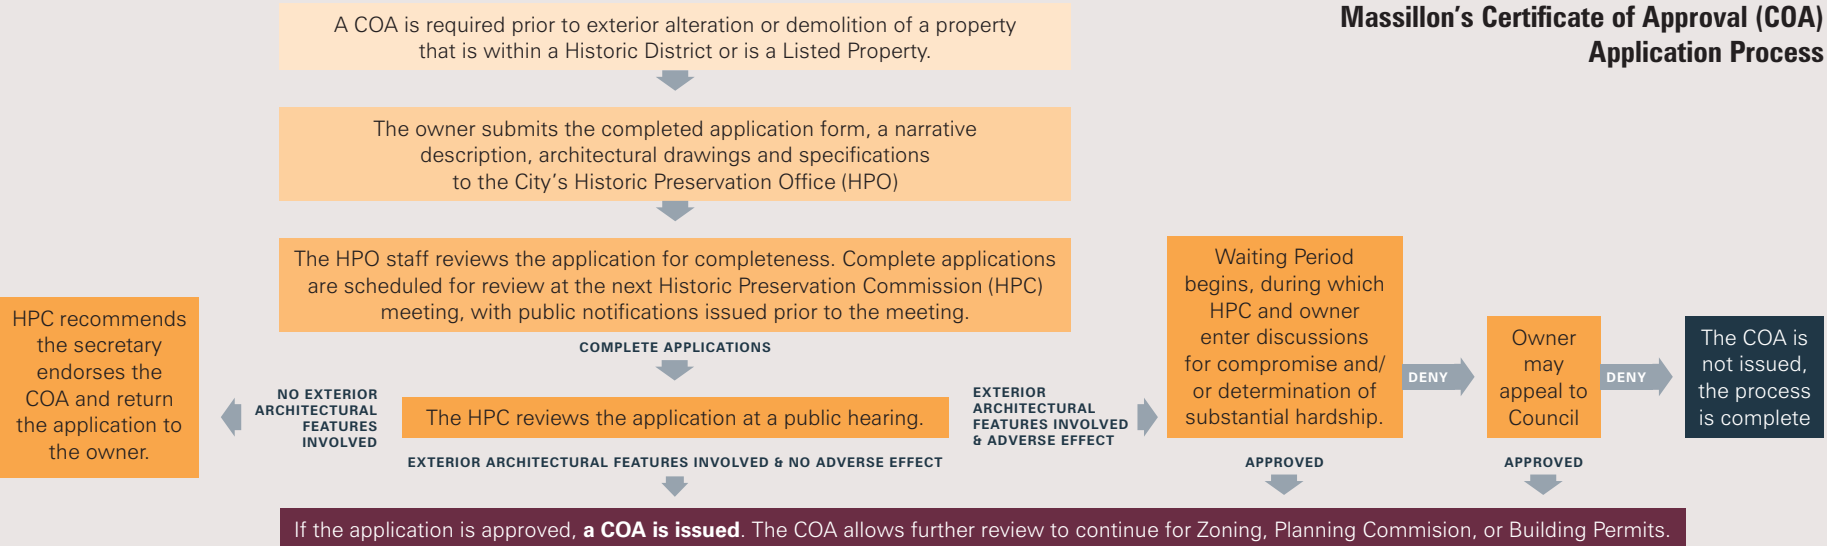 Massillon's Certificate of Approval (COA)
Application Process
A COA is required prior to exterior alteration or demolition of a property
that is within a Historic District or is a Listed Property.
The owner submits the completed application form, a narrative
description, architectural drawings and specifications
to the City's Historic Preservation Office (HPO)
The HPO staff reviews the application for completeness. Complete applications
are scheduled for review at the next Historic Preservation Commission (HPC)
meeting, with public notifications issued prior to the meeting.
COMPLETE APPLICATIONS
The HPC reviews the application at a public hearing.
NO EXTERIOR
ARCHITECTURAL
FEATURES
INVOLVED
HPC recommends
the secretary
endorses the
COA and return
the application to
the owner.
EXTERIOR
ARCHITECTURAL
FEATURES INVOLVED
& ADVERSE EFFECT
Waiting Period
begins, during which
HPC and owner
enter discussions
for compromise and/
or determination of
substantial hardship.
DENY
Owner
may
appeal to
Council
DENY
The COA is
not issued,
the process
is complete
EXTERIOR ARCHITECTURAL FEATURES INVOLVED & NO ADVERSE EFFECT
APPROVED
APPROVED
If the application is approved, a COA is issued. The COA allows further review to continue for Zoning, Planning Commision, or Building Permits.